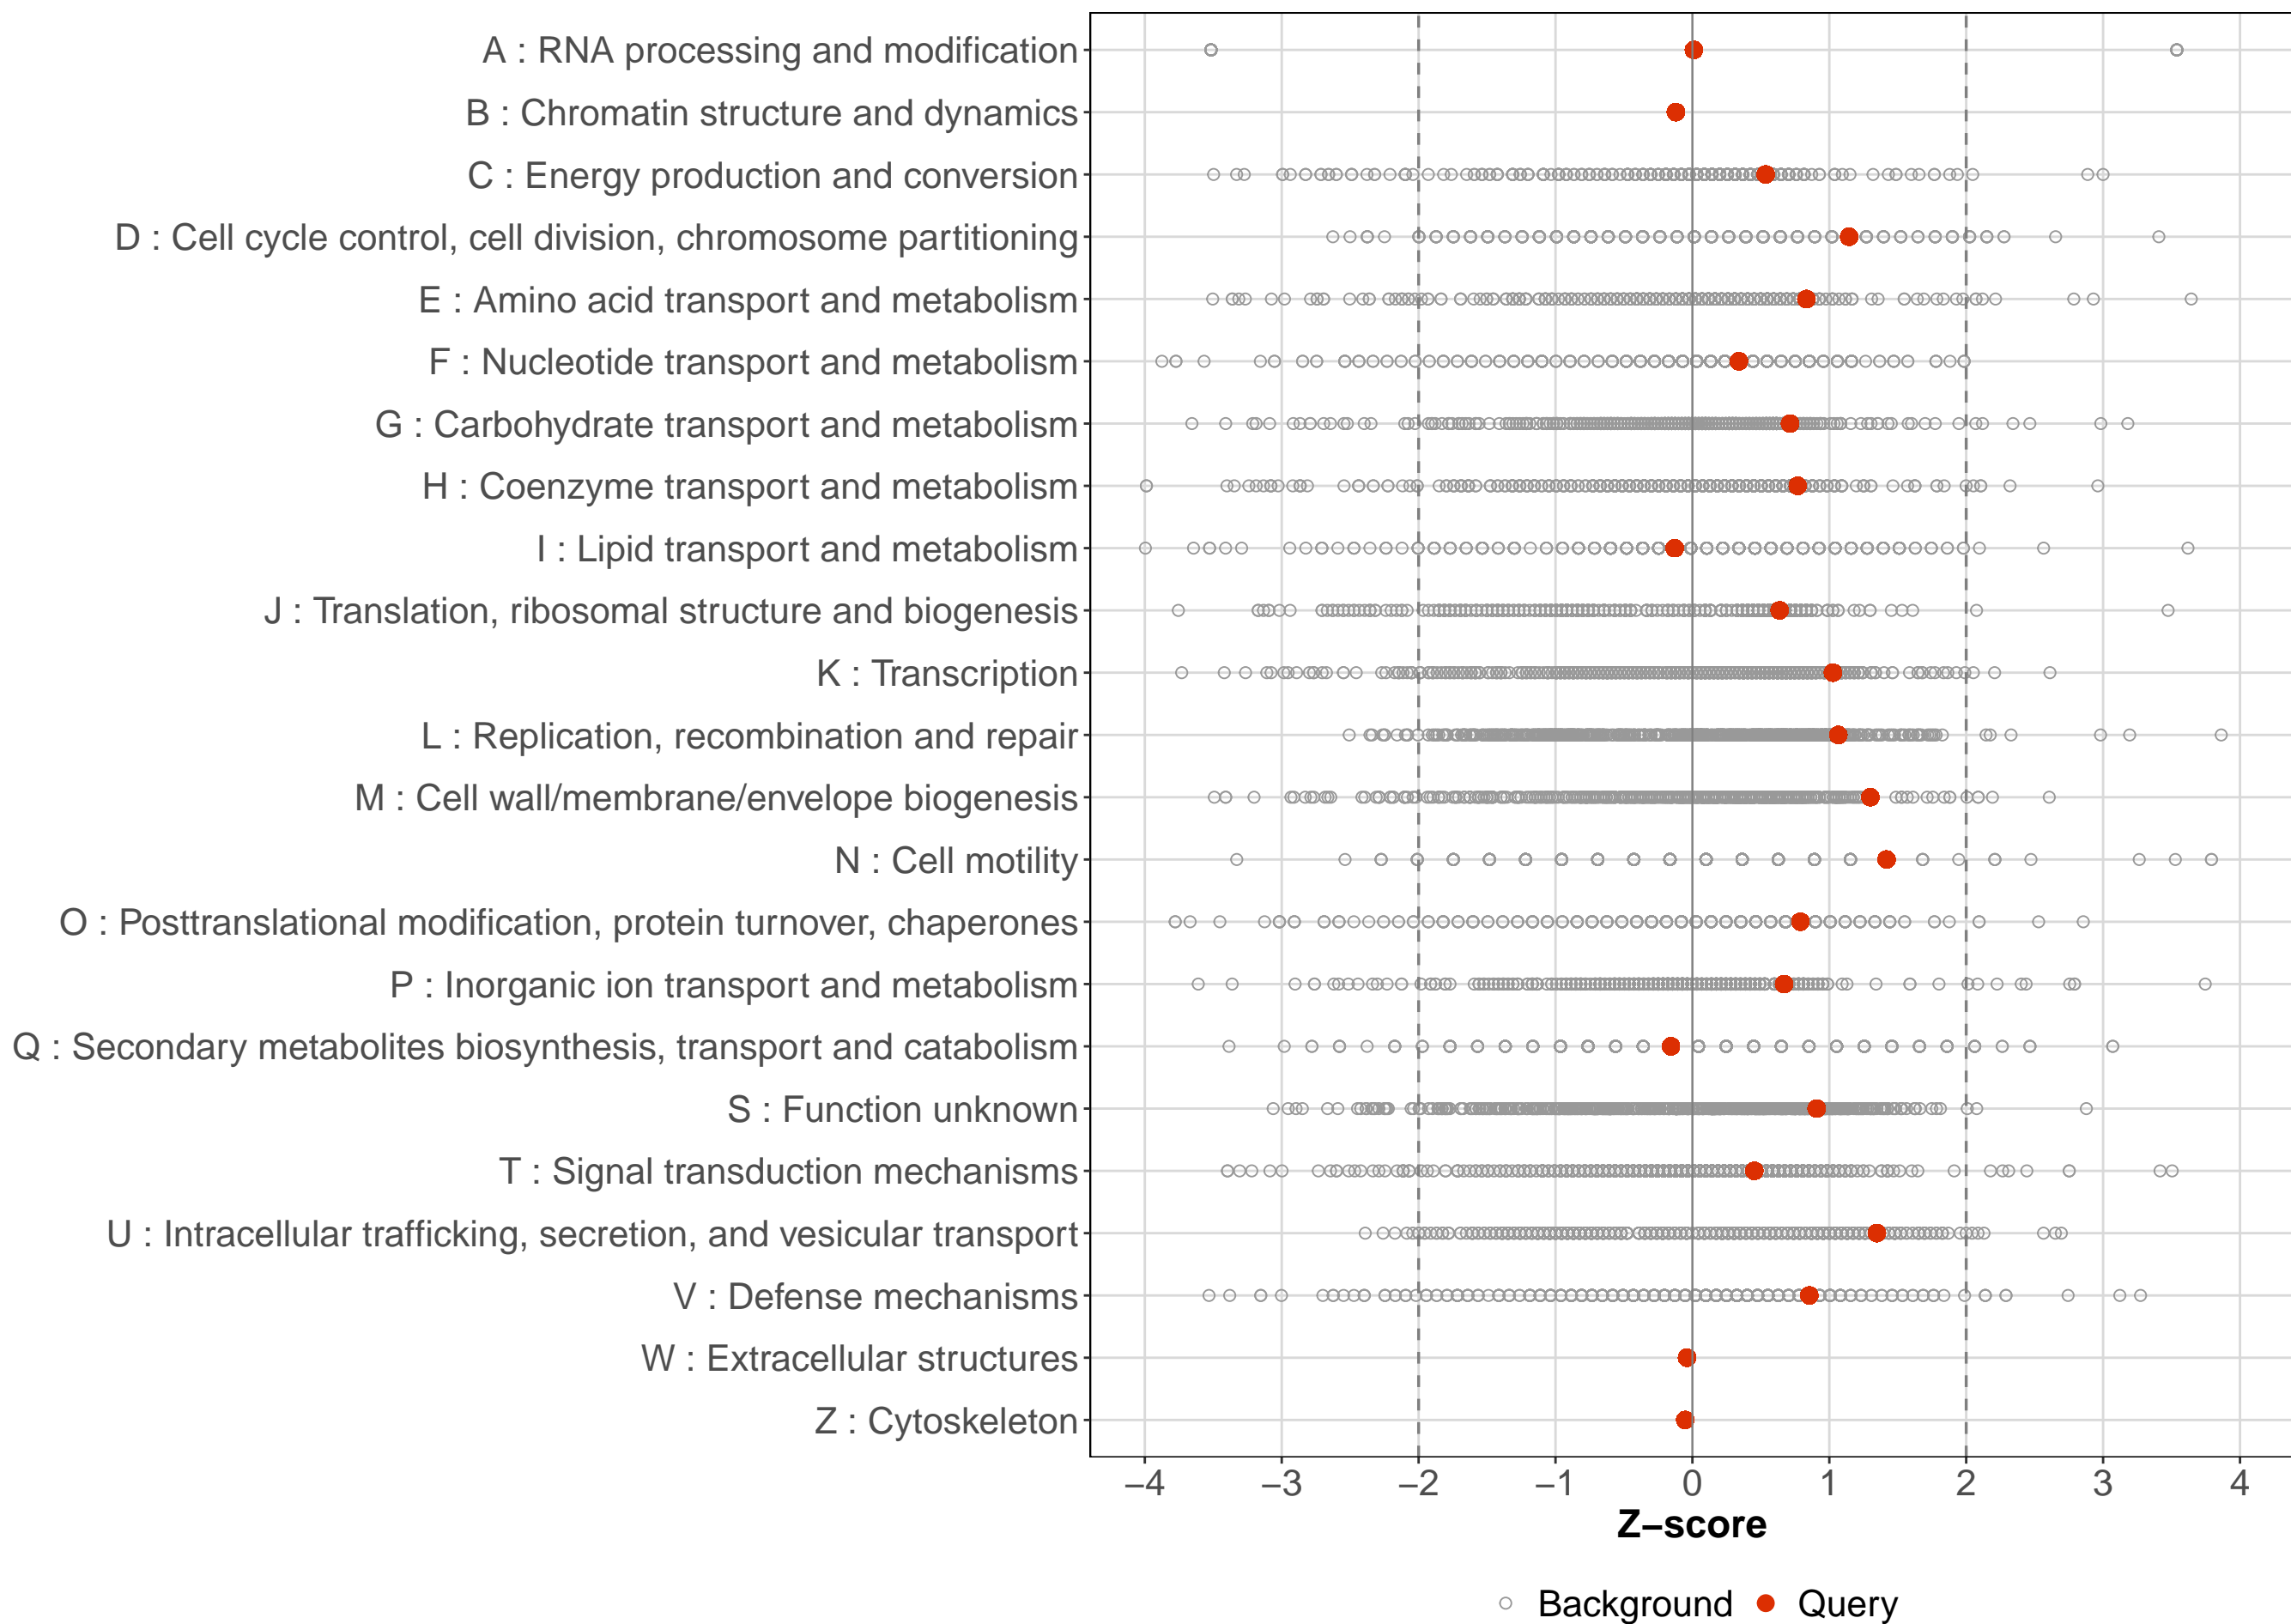 A : RNA processing and modification
B : Chromatin structure and dynamics
C : Energy production and conversion
D : Cell cycle control, cell division, chromosome partitioning
E : Amino acid transport and metabolism
F : Nucleotide transport and metabolism
G : Carbohydrate transport and metabolism
H : Coenzyme transport and metabolism
I : Lipid transport and metabolism
J : Translation, ribosomal structure and biogenesis
K : Transcription
L : Replication, recombination and repair
M : Cell wall/membrane/envelope biogenesis
N : Cell motility
O : Posttranslational modification, protein turnover, chaperones
P : Inorganic ion transport and metabolism
Q : Secondary metabolites biosynthesis, transport and catabolism
S : Function unknown
T : Signal transduction mechanisms
U : Intracellular trafficking, secretion, and vesicular transport
V : Defense mechanisms
W : Extracellular structures
Z : Cytoskeleton
−4 −3 −2 −1 0 1 2 3 4
Z−score
Background Query